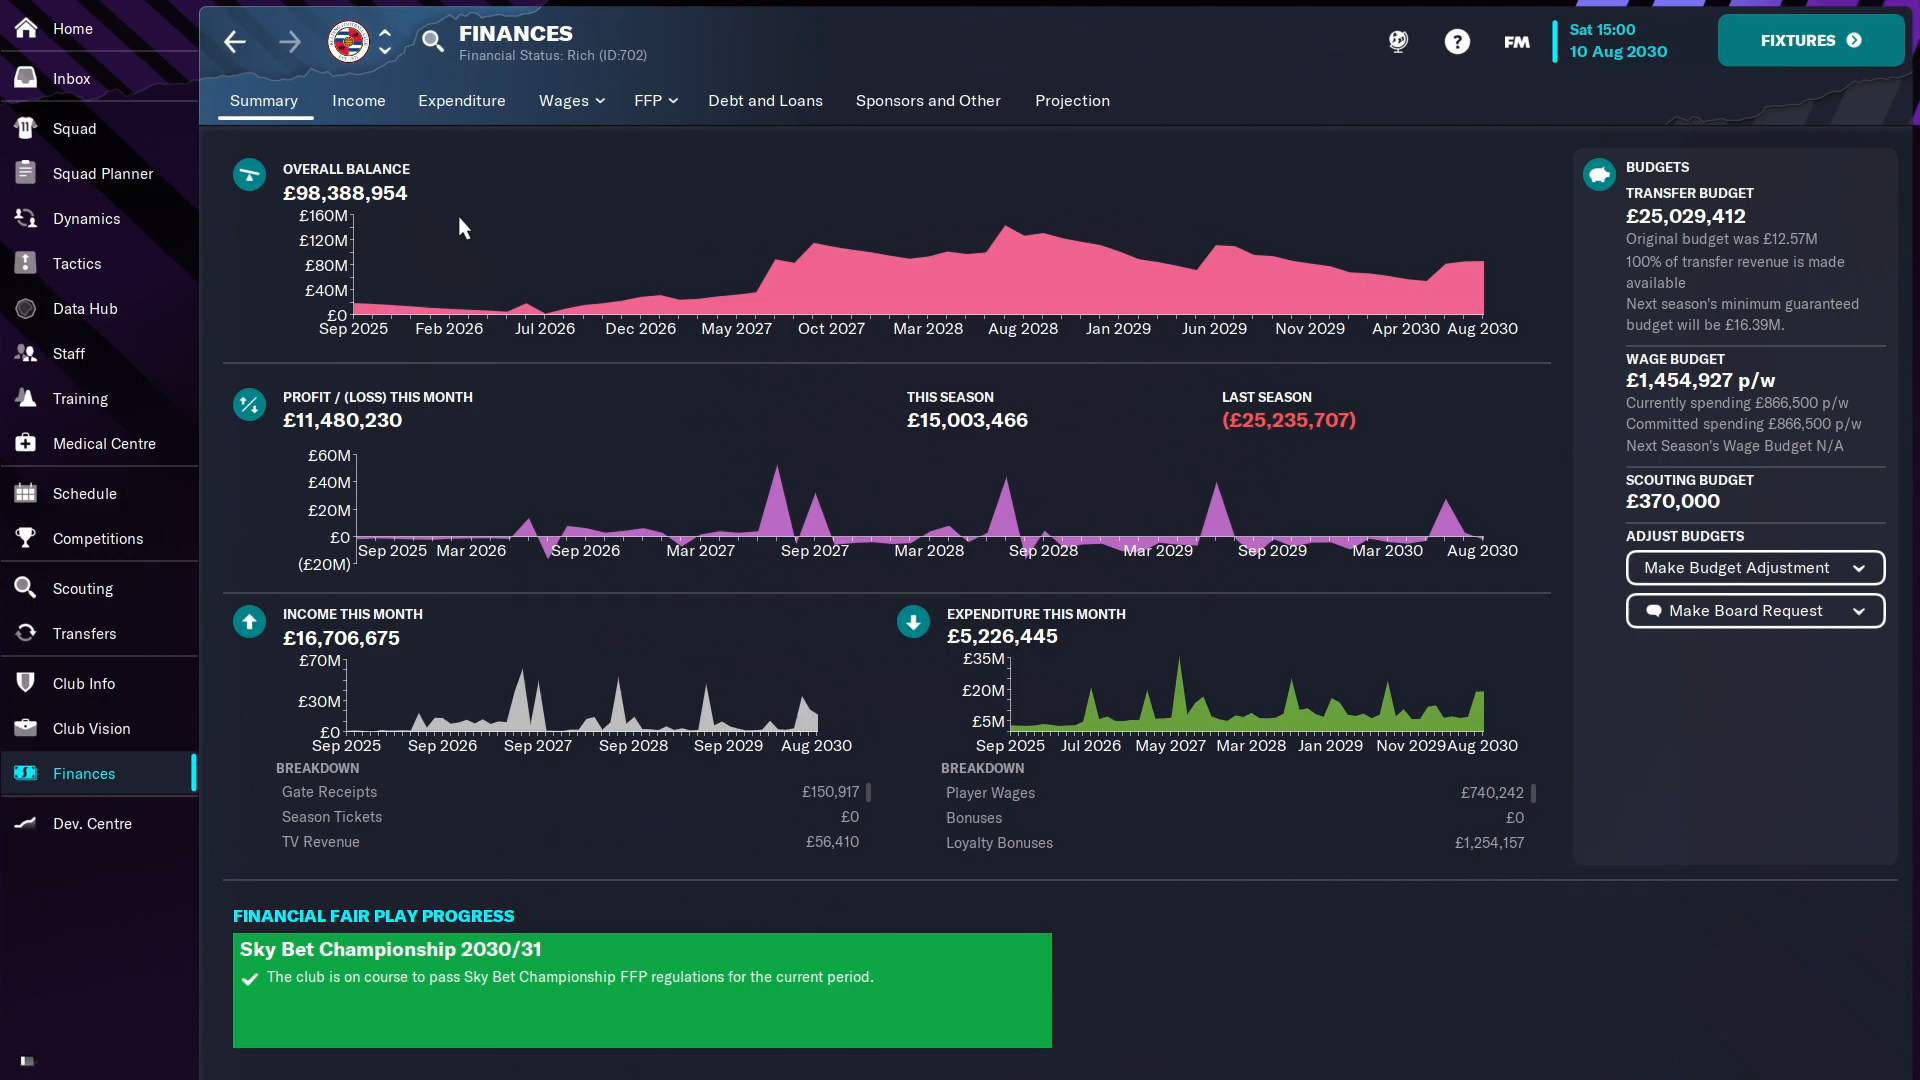 Home
Inbox
Squad
Squad Planner
Dynamics
Tactics
Data Hub
Staff
Training
Medical Centre
Schedule
Competitions
Scouting
Transfers
Club Info
Club Vision
Finances
Dev. Centre
FINANCES
Financial Status: Rich (ID:702)
FM
Sat 15:00
10 Aug 2030
FIXTURES
Summary Income Expenditure Wages FFP Debt and Loans Sponsors and Other Projection
OVERALL BALANCE
£98,388,954
£160M
£120M
£80M
£40M
£0
Sep 2025 Feb 2026 Jul 2026 Dec 2026 May 2027 Oct 2027 Mar 2028 Aug 2028 Jan 2029 Jun 2029 Nov 2029 Apr 2030 Aug 2030
PROFIT / (LOSS) THIS MONTH
£11,480,230
THIS SEASON
£15,003,466
LAST SEASON
(£25,235,707)
£60M
£40M
£20M
£0
(£20M)
Sep 2025 Mar 2026 Sep 2026 Mar 2027 Sep 2027 Mar 2028 Sep 2028 Mar 2029 Sep 2029 Mar 2030 Aug 2030
INCOME THIS MONTH
£16,706,675
£70M
£30M
£0
Sep 2025 Sep 2026 Sep 2027 Sep 2028 Sep 2029 Aug 2030
BREAKDOWN
Gate Receipts £150,917
Season Tickets £0
TV Revenue £56,410
EXPENDITURE THIS MONTH
£5,226,445
£35M
£20M
£5M
Sep 2025 Jul 2026 May 2027 Mar 2028 Jan 2029 Nov 2029 Aug 2030
BREAKDOWN
Player Wages £740,242
Bonuses £0
Loyalty Bonuses £1,254,157
BUDGETS
TRANSFER BUDGET
£25,029,412
Original budget was £12.57M
100% of transfer revenue is made
available
Next season's minimum guaranteed
budget will be £16.39M.
WAGE BUDGET
£1,454,927 p/w
Currently spending £866,500 p/w
Committed spending £866,500 p/w
Next Season's Wage Budget N/A
SCOUTING BUDGET
£370,000
ADJUST BUDGETS
Make Budget Adjustment
Make Board Request
FINANCIAL FAIR PLAY PROGRESS
Sky Bet Championship 2030/31
The club is on course to pass Sky Bet Championship FFP regulations for the current period.